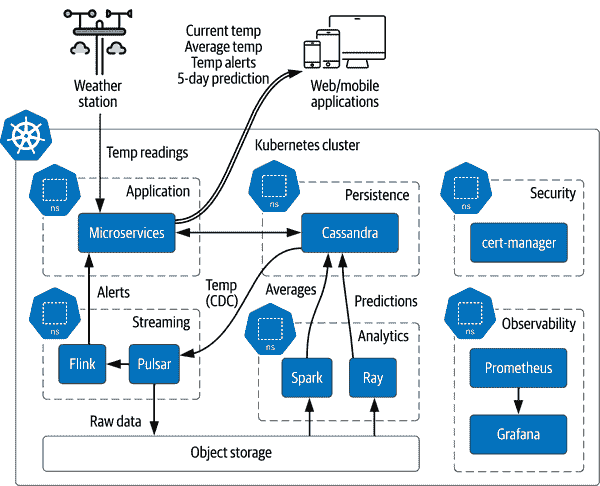 Current temp
Average temp
Temp alerts
5-day prediction
Weather
station
Web/mobile
applications
Temp readings
Kubernetes cluster
ns
Application
Microservices
ns
Persistence
Cassandra
ns
Security
cert-manager
Alerts
Temp
(CDC)
Averages
Predictions
ns
Streaming
Flink
Pulsar
ns
Analytics
Spark
Ray
ns
Observability
Prometheus
Grafana
Raw data
Object storage